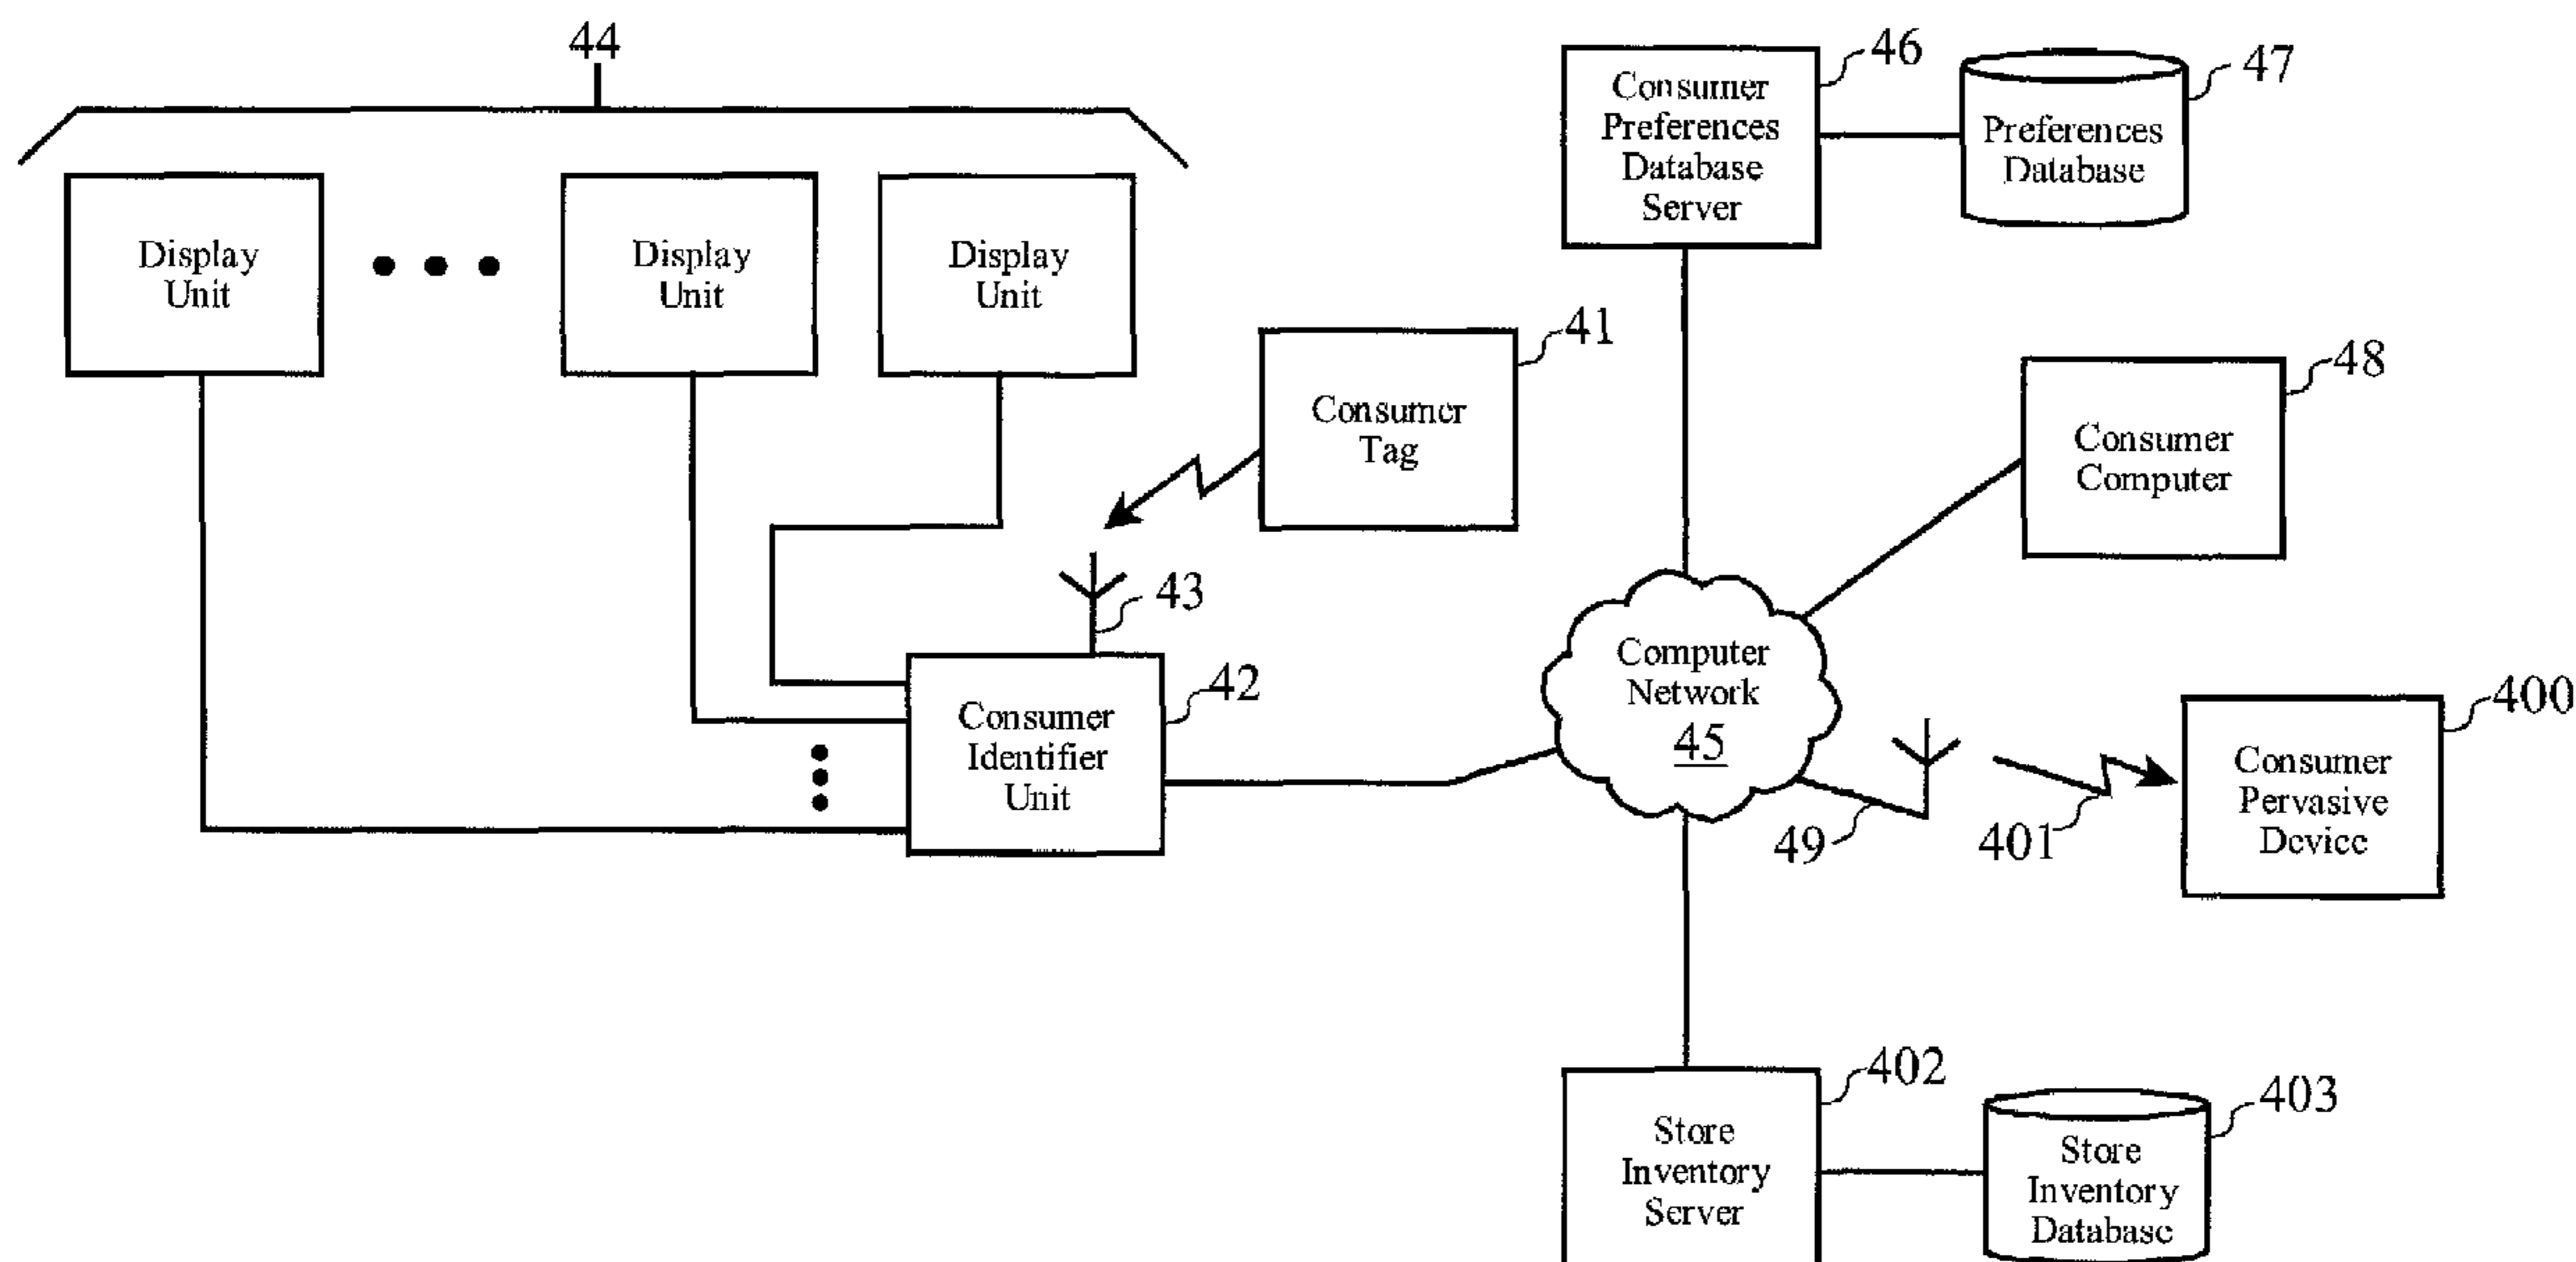 44
Display
Unit
Display
Unit
Display
Unit
Consumer
Preferences
Database
Server
46
Preferences
Database
47
Consumer
Tag
41
Consumer
Computer
48
43
Consumer
Identifier
Unit
42
Computer
Network
45
49
401
Consumer
Pervasive
Device
400
Store
Inventory
Server
402
Store
Inventory
Database
403